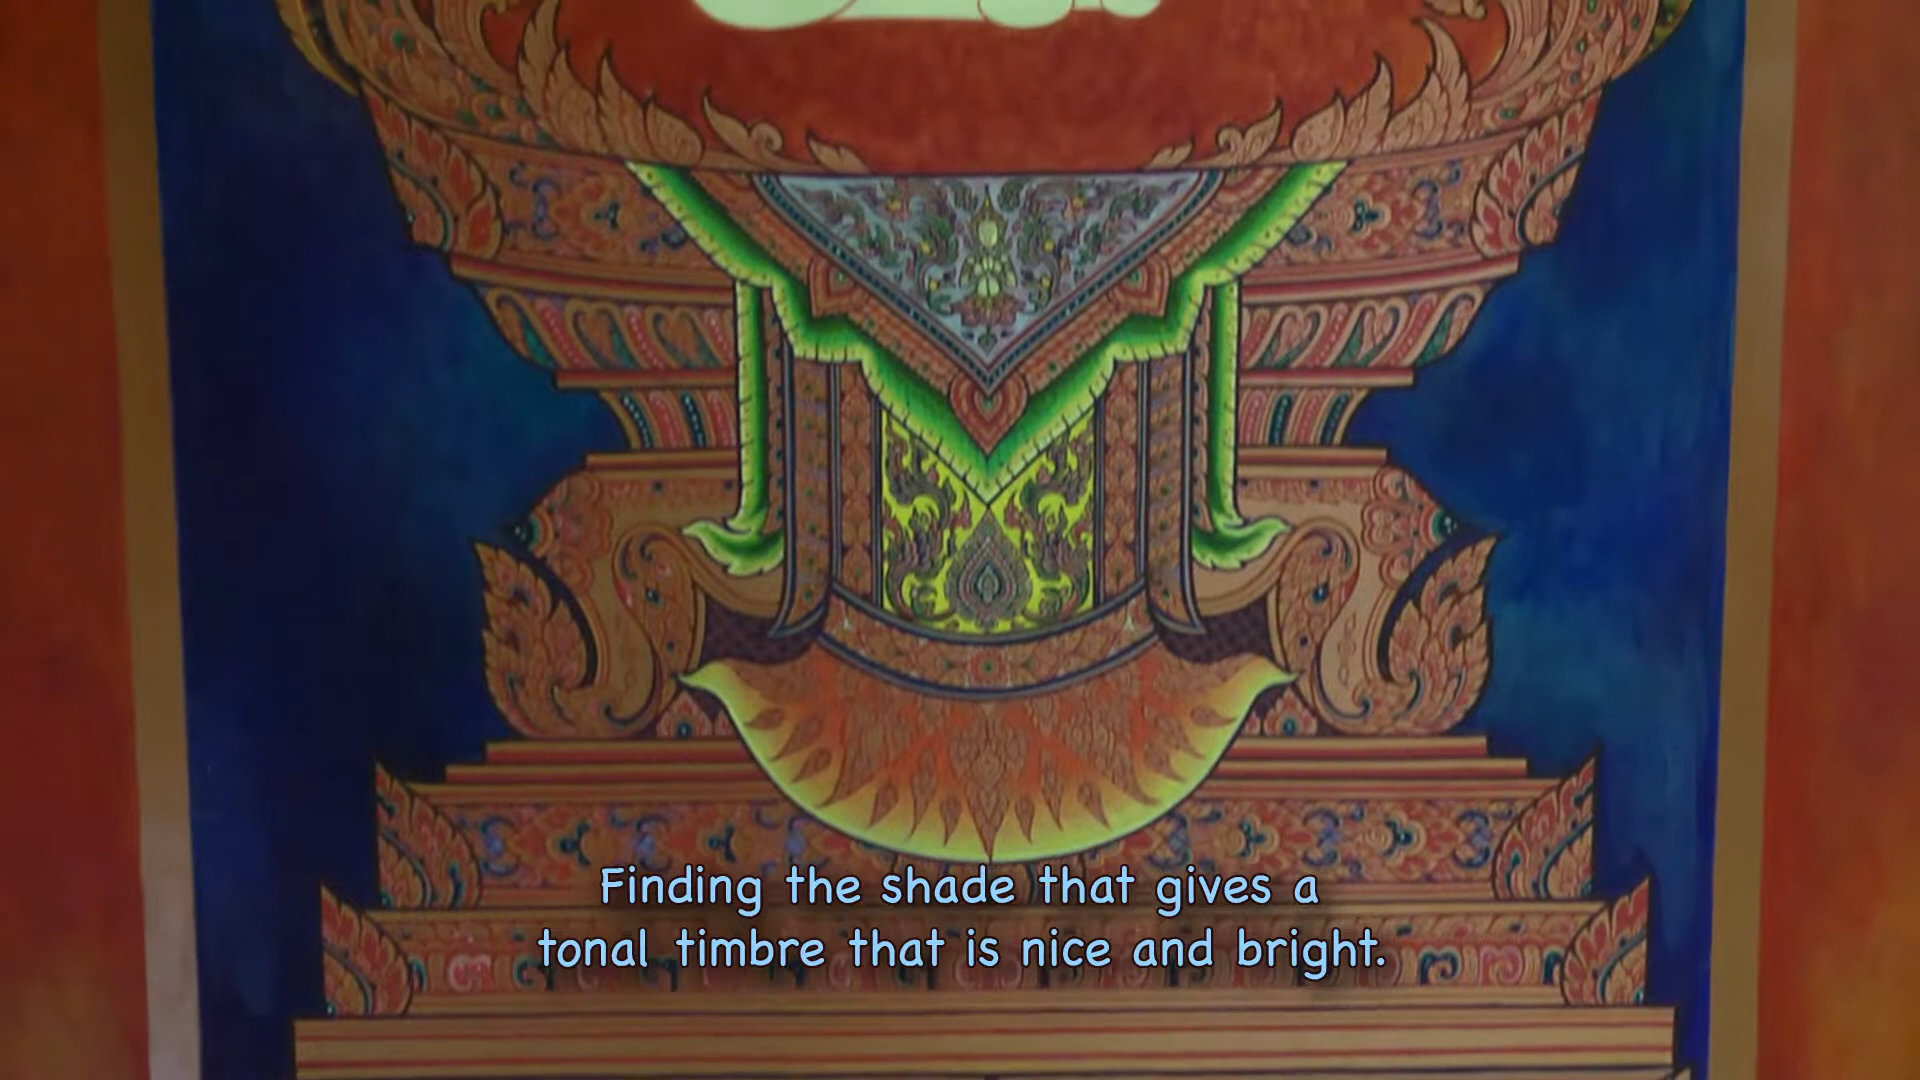 Finding the shade that gives a
tonal timbre that is nice and bright.